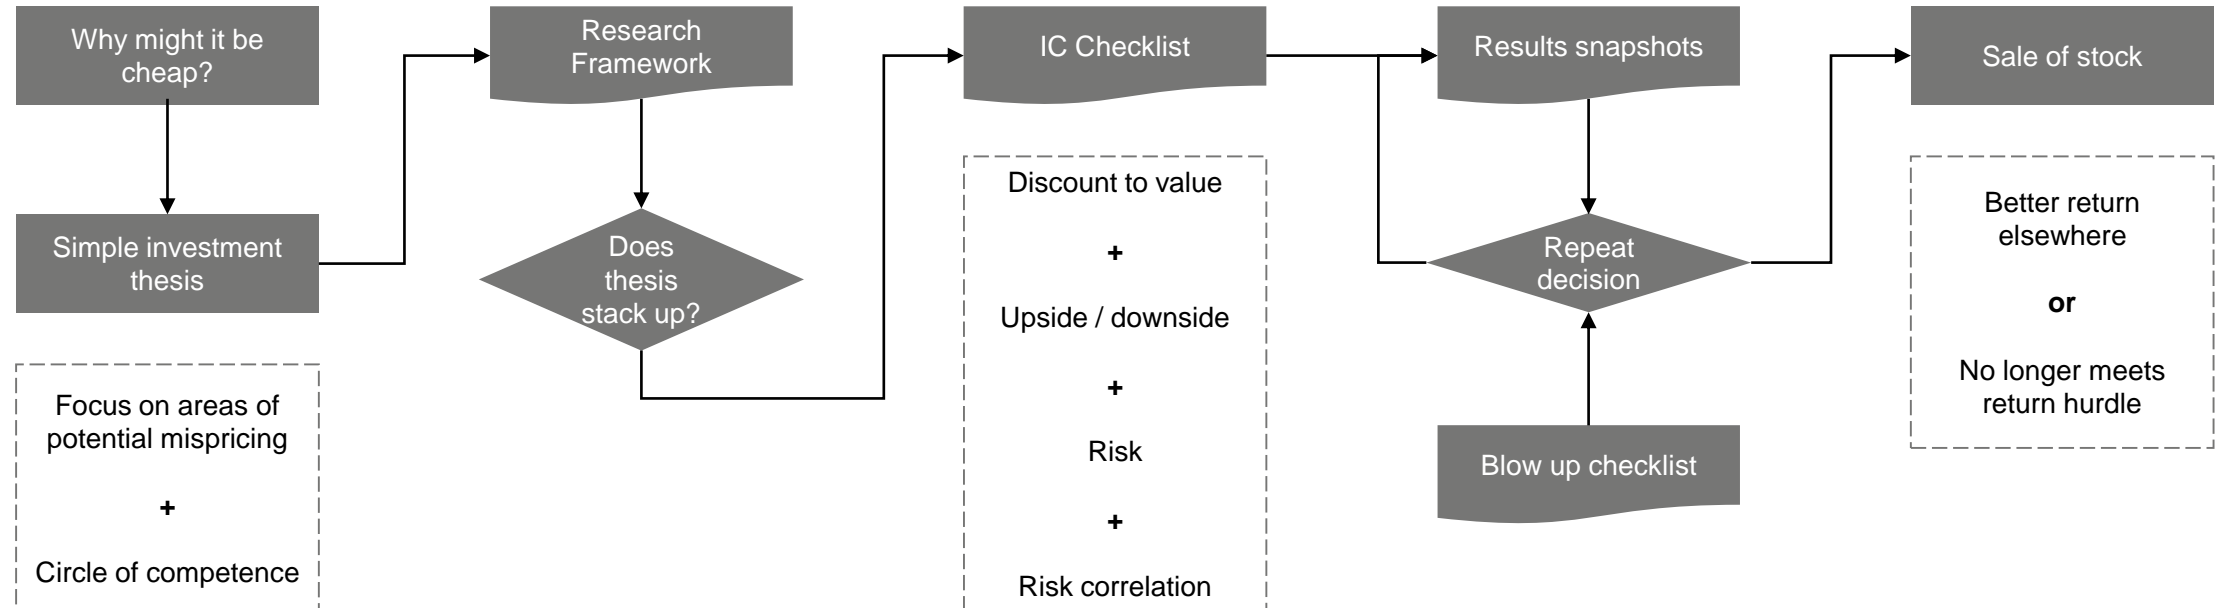 Why might it be
cheap?
Simple investment
thesis
Focus on areas of
potential mispricing
+
Circle of competence
Research
Framework
Does
thesis
stack up?
IC Checklist
Discount to value
+
Upside / downside
+
Risk
+
Risk correlation
Results snapshots
Repeat
decision
Blow up checklist
Sale of stock
Better return
elsewhere
or
No longer meets
return hurdle